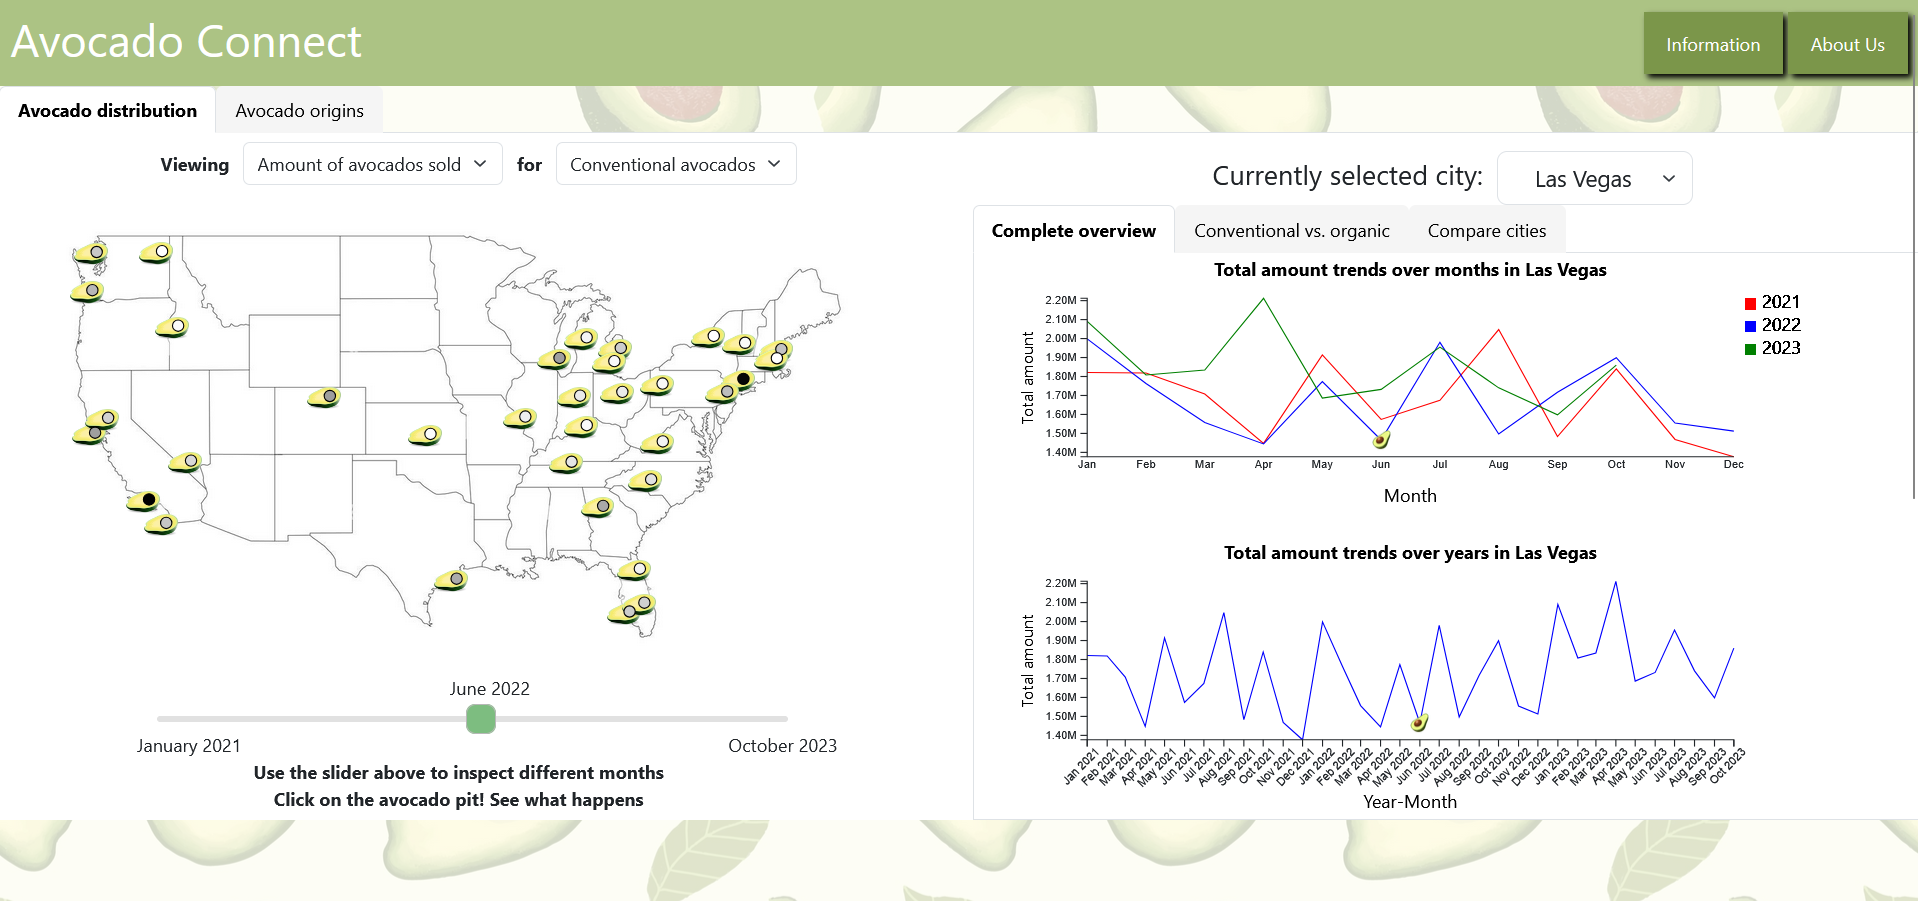 Avocado Connect
Information
About Us
Avocado distribution
Avocado origins
Viewing
Amount of avocados sold
for
Conventional avocados
Currently selected city:
Las Vegas
Complete overview
Conventional vs. organic
Compare cities
Total amount trends over months in Las Vegas
2.20M
2.10M
2.00M
1.90M
1.80M
1.70M
1.60M
1.50M
1.40M
Total amount
Jan
Feb
Mar
Apr
May
Jun
Jul
Aug
Sep
Oct
Nov
Dec
Month
2021
2022
2023
Total amount trends over years in Las Vegas
2.20M
2.10M
2.00M
1.90M
1.80M
1.70M
1.60M
1.50M
1.40M
Total amount
Jan 2021
Feb 2021
Mar 2021
Apr 2021
May 2021
Jun 2021
Jul 2021
Aug 2021
Sep 2021
Oct 2021
Nov 2021
Dec 2021
Jan 2022
Feb 2022
Mar 2022
Apr 2022
May 2022
Jun 2022
Jul 2022
Aug 2022
Sep 2022
Oct 2022
Nov 2022
Dec 2022
Jan 2023
Feb 2023
Mar 2023
Apr 2023
May 2023
Jun 2023
Jul 2023
Aug 2023
Sep 2023
Oct 2023
Year-Month
June 2022
January 2021
October 2023
Use the slider above to inspect different months
Click on the avocado pit! See what happens